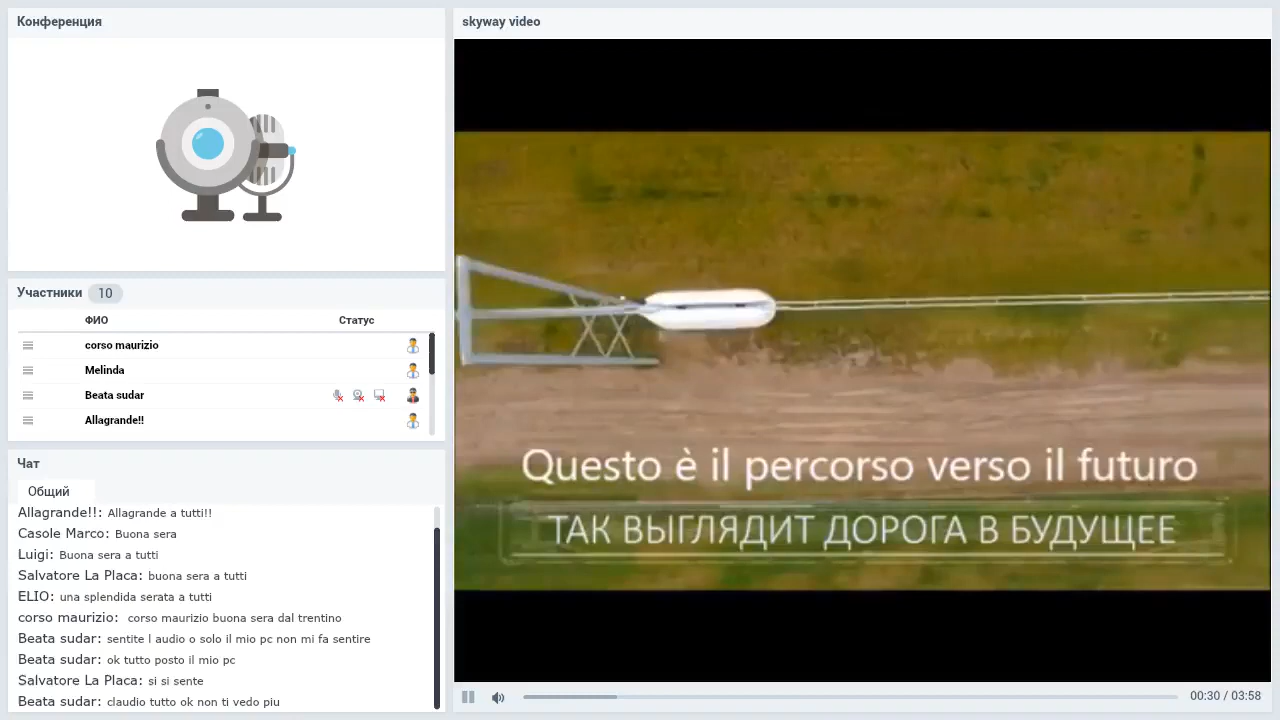 Конференция
Участники 10
ФИО Статус
corso maurizio
Melinda
Beata sudar
Allagrande!!
Чат
Общий
Allagrande!!: Allagrande a tutti!!
Casole Marco: Buona sera
Luigi: Buona sera a tutti
Salvatore La Placa: buona sera a tutti
ELIO: una splendida serata a tutti
corso maurizio: corso maurizio buona sera dal trentino
Beata sudar: sentite l audio o solo il mio pc non mi fa sentire
Beata sudar: ok tutto posto il mio pc
Salvatore La Placa: si si sente
Beata sudar: claudio tutto ok non ti vedo piu
skyway video
Questo è il percorso verso il futuro
ТАК ВЫГЛЯДИТ ДОРОГА В БУДУЩЕЕ
00:30 / 03:58